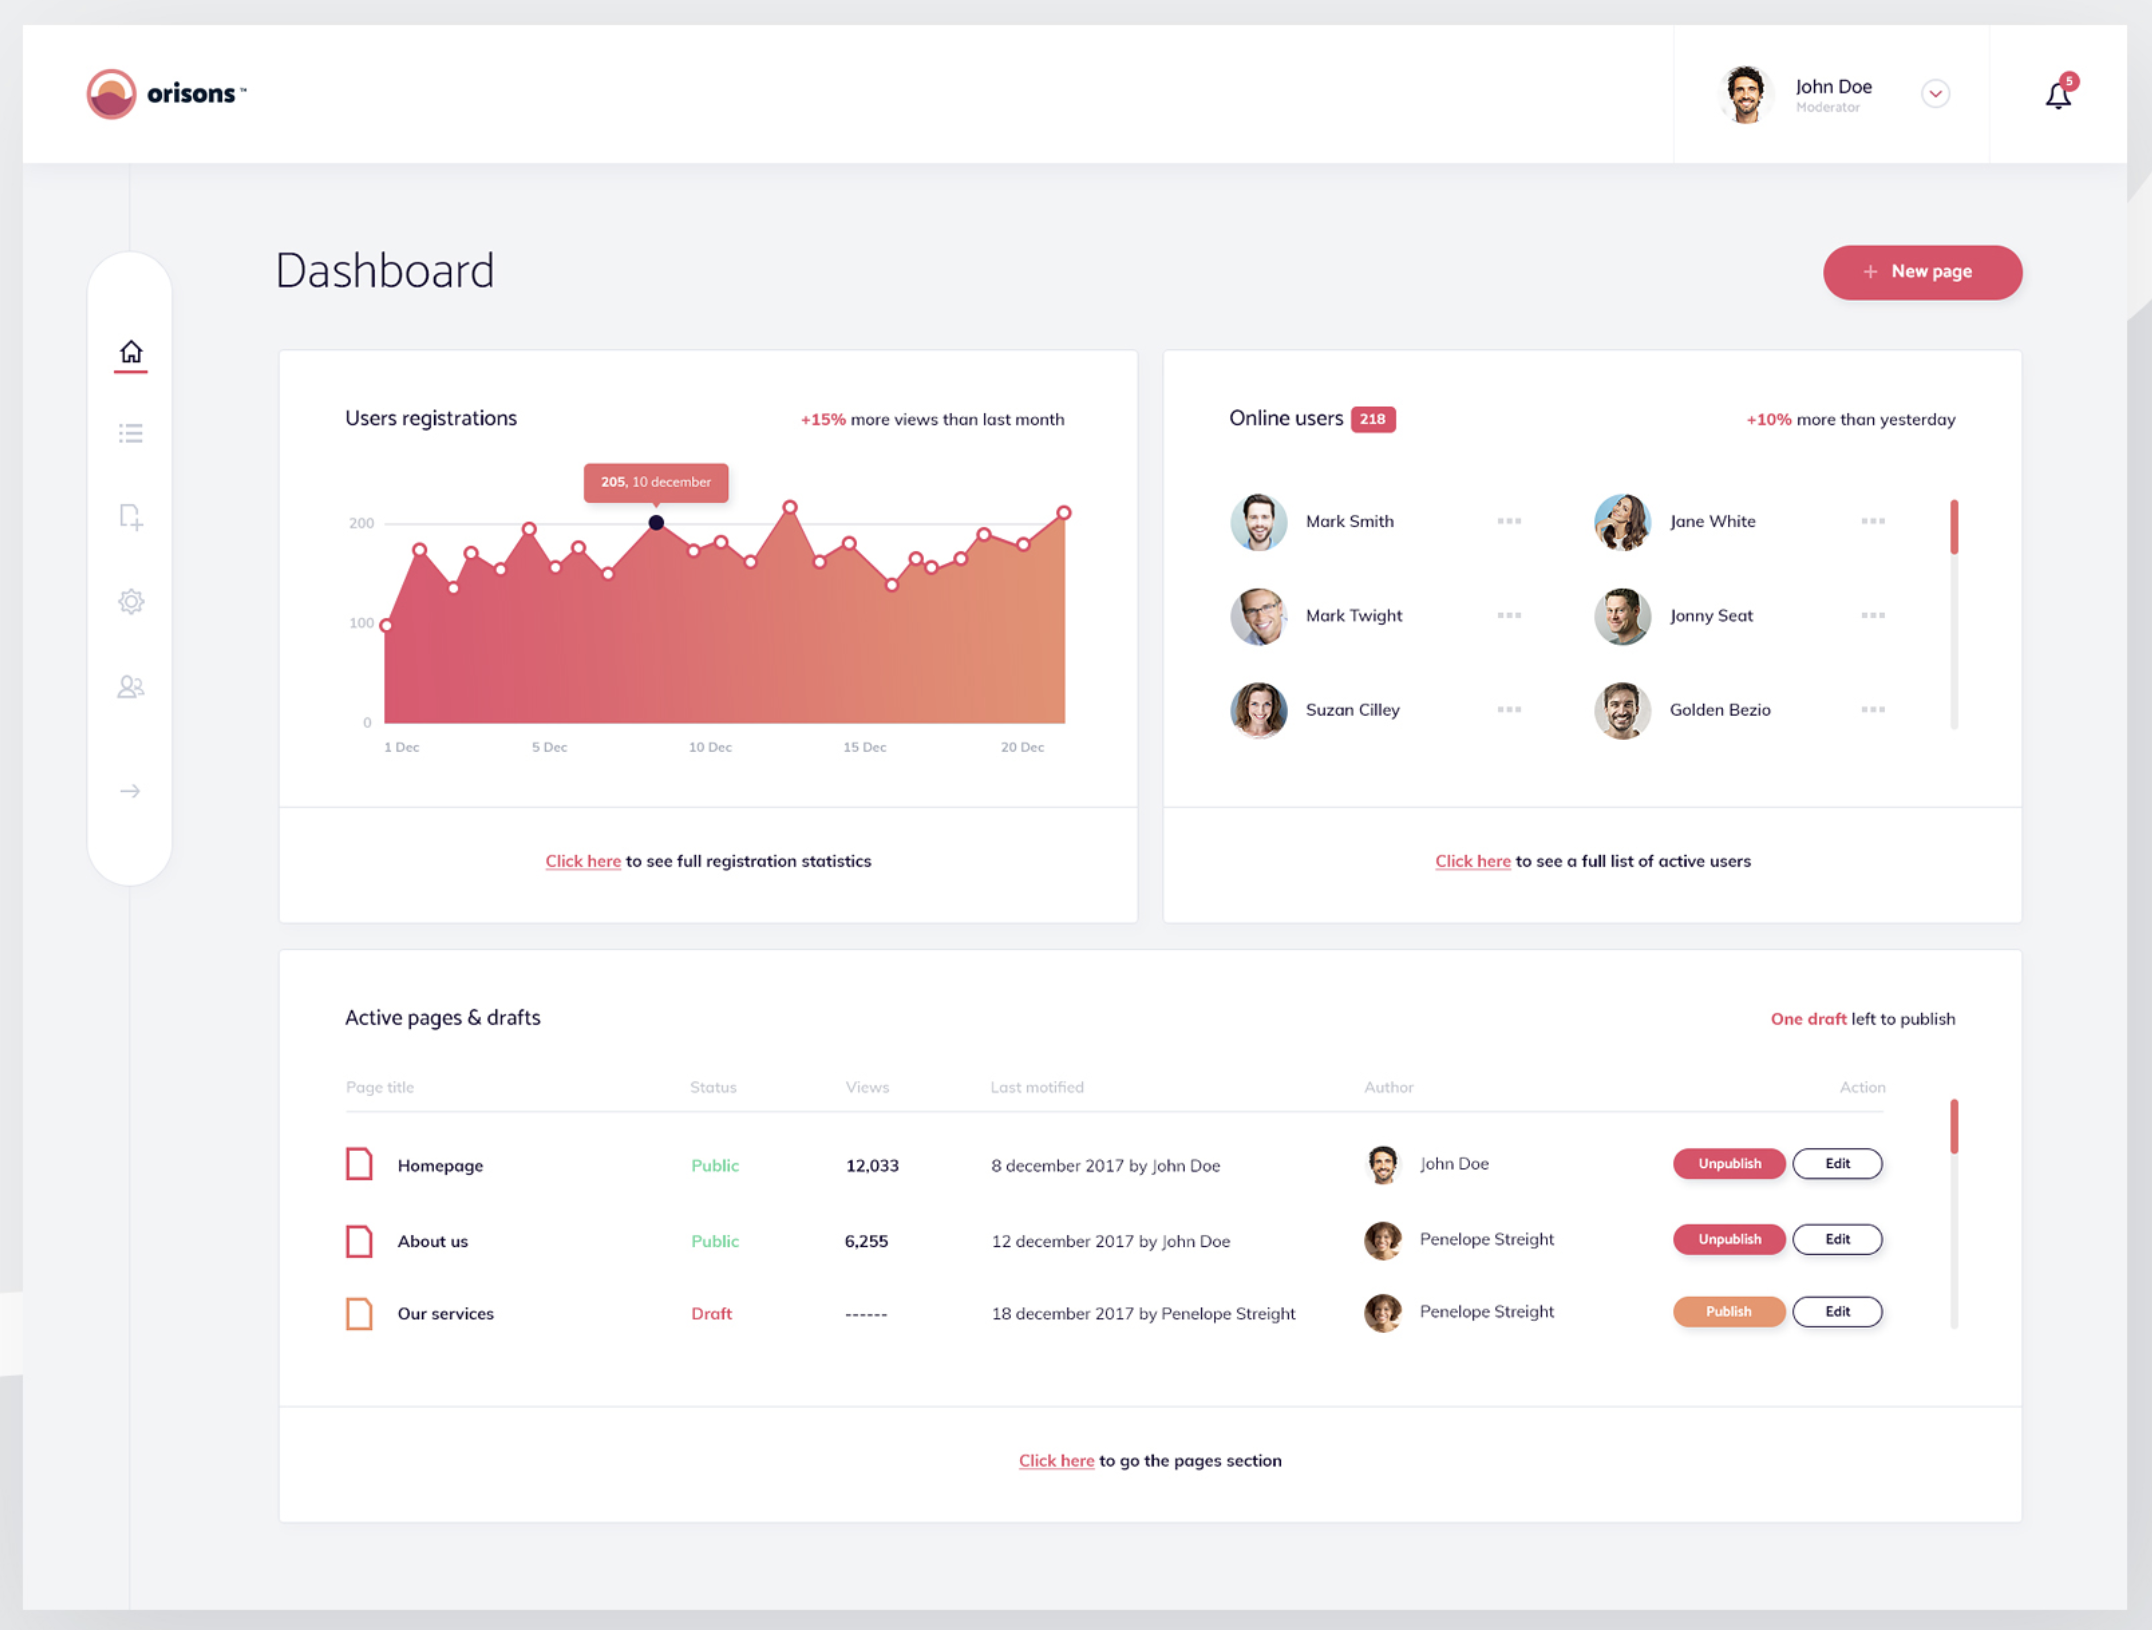 orisons™
John Doe
Moderator
5
Dashboard
+ New page
Users registrations
+15% more views than last month
205, 10 december
200
100
0
1 Dec 5 Dec 10 Dec 15 Dec 20 Dec
Click here to see full registration statistics
Online users 218
+10% more than yesterday
Mark Smith
Jane White
Mark Twight
Jonny Seat
Suzan Cilley
Golden Bezio
Click here to see a full list of active users
Active pages & drafts
One draft left to publish
Page title Status Views Last motified Author Action
Homepage Public 12,033 8 december 2017 by John Doe John Doe Unpublish Edit
About us Public 6,255 12 december 2017 by John Doe Penelope Streight Unpublish Edit
Our services Draft ------ 18 december 2017 by Penelope Streight Penelope Streight Publish Edit
Click here to go the pages section